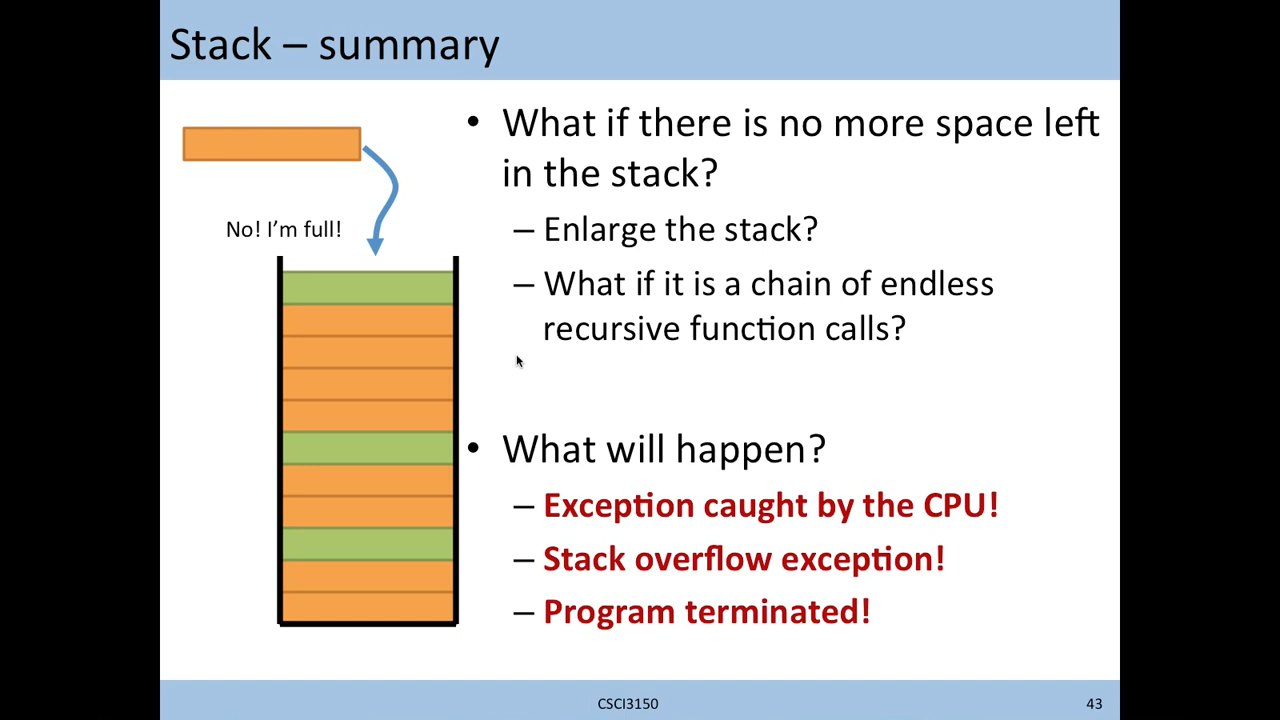 Stack – summary
No! I'm full!
• What if there is no more space left
in the stack?
– Enlarge the stack?
– What if it is a chain of endless
recursive function calls?
• What will happen?
– Exception caught by the CPU!
– Stack overflow exception!
– Program terminated!
CSCI3150
43